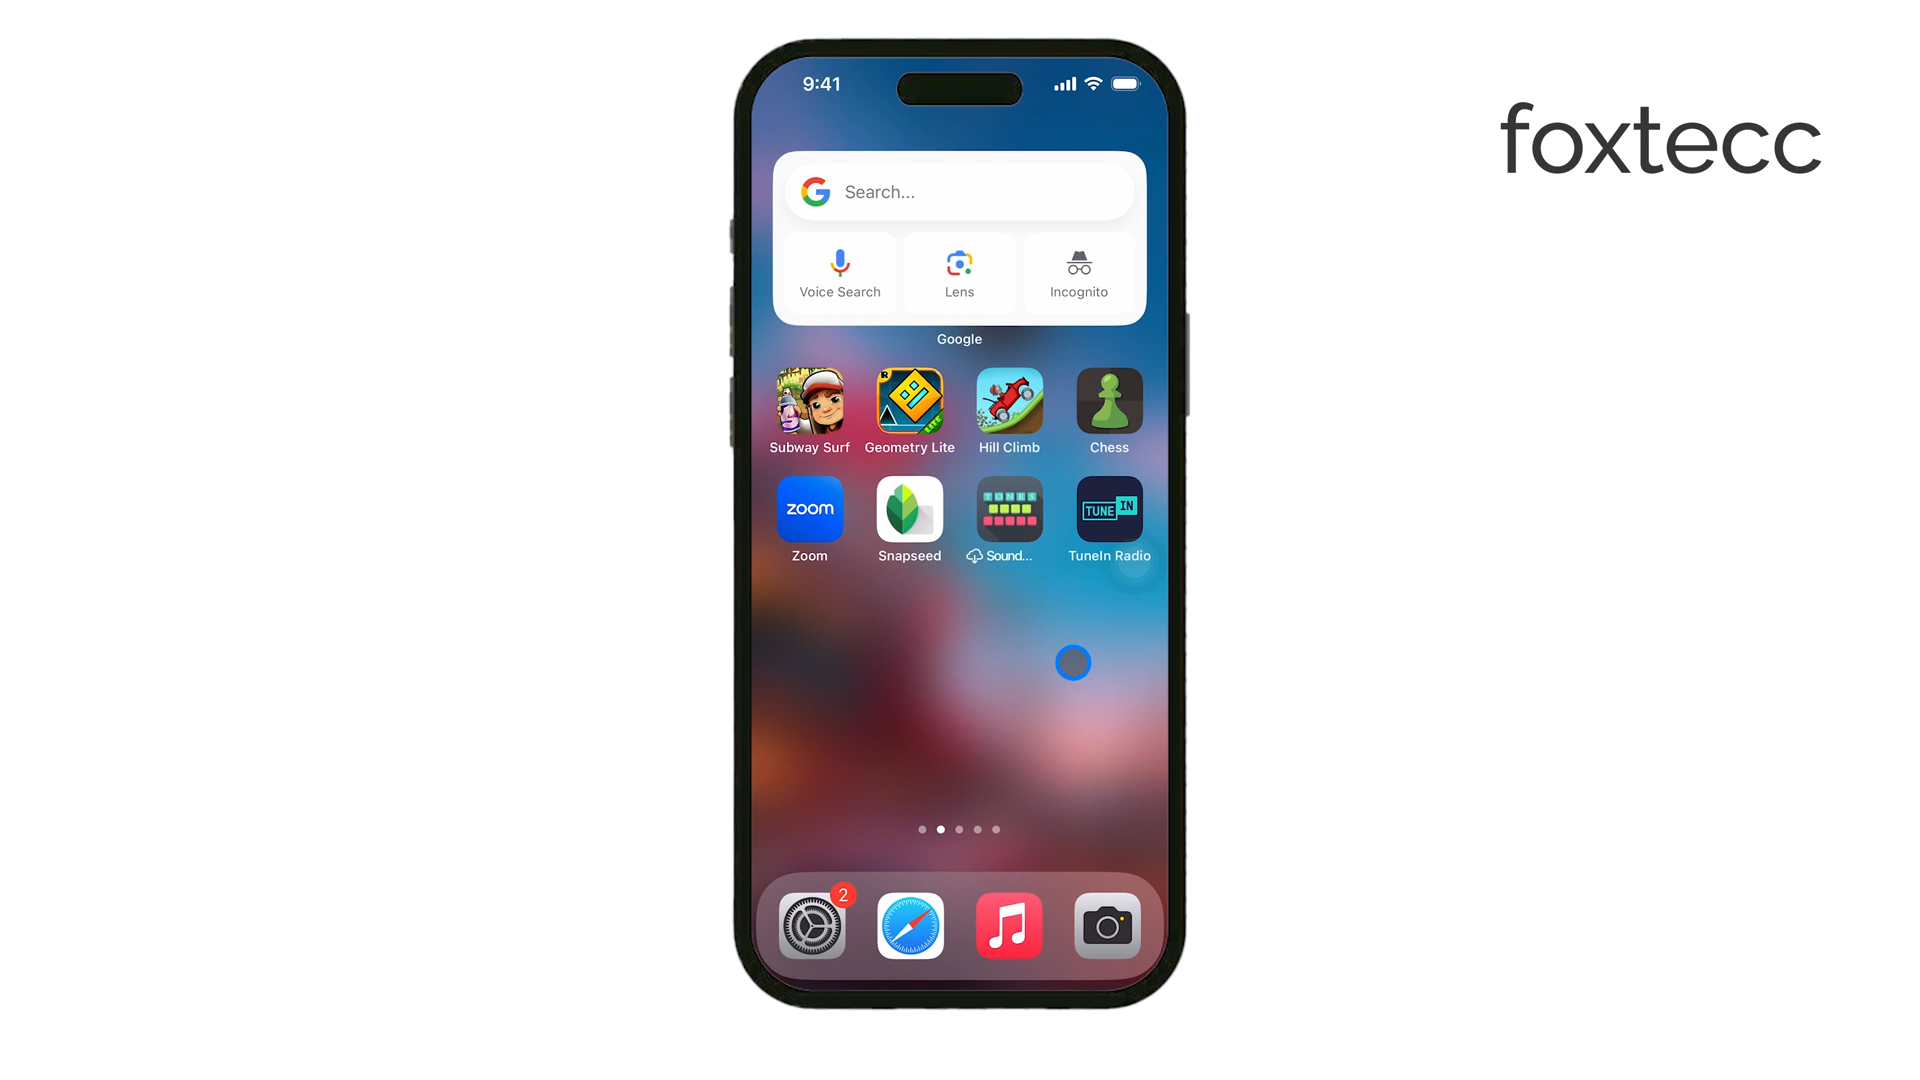 9:41
foxtecc
Search...
Voice Search
Lens
Incognito
Google
Subway Surf
Geometry Lite
Hill Climb
Chess
zoom
TONES
TUNE IN
Zoom
Snapseed
Sound...
TuneIn Radio
2